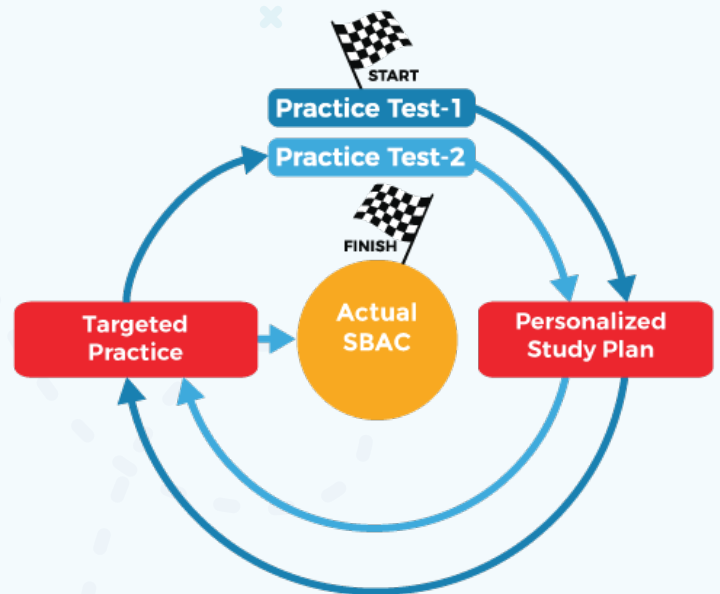 START
Practice Test-1
Practice Test-2
FINISH
Actual
SBAC
Targeted
Practice
Personalized
Study Plan